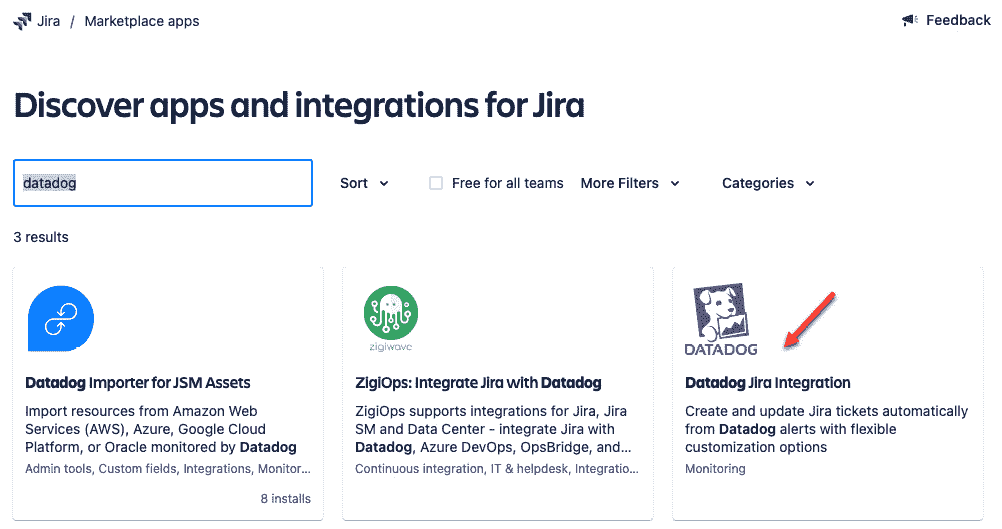 Jira / Marketplace apps
Feedback
Discover apps and integrations for Jira
datadog
Sort
Free for all teams
More Filters
Categories
3 results
Datadog Importer for JSM Assets
Import resources from Amazon Web
Services (AWS), Azure, Google Cloud
Platform, or Oracle monitored by Datadog
Admin tools, Custom fields, Integrations, Monitor...
8 installs
zigiwave
ZigiOps: Integrate Jira with Datadog
ZigiOps supports integrations for Jira, Jira
SM and Data Center - integrate Jira with
Datadog, Azure DevOps, OpsBridge, and...
Continuous integration, IT & helpdesk, Integratio...
DATADOG
Datadog Jira Integration
Create and update Jira tickets automatically
from Datadog alerts with flexible
customization options
Monitoring